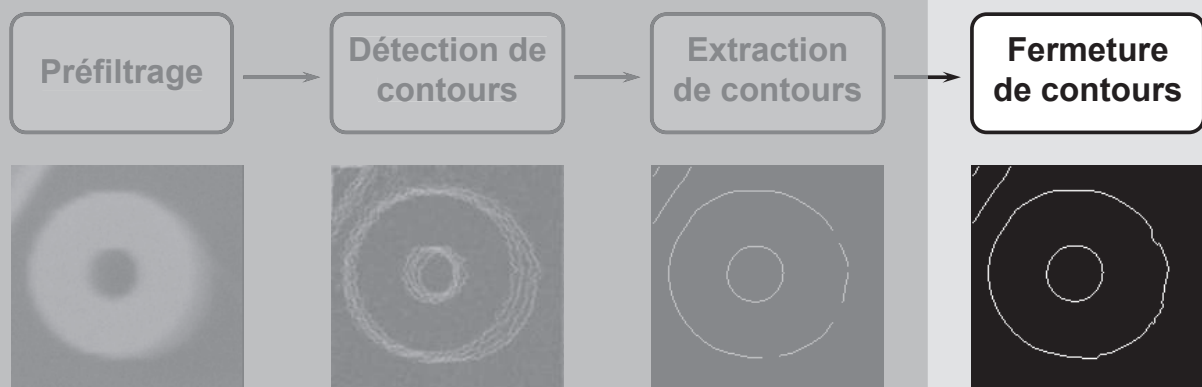 Préfiltrage
Détection de
contours
Extraction
de contours
Fermeture
de contours